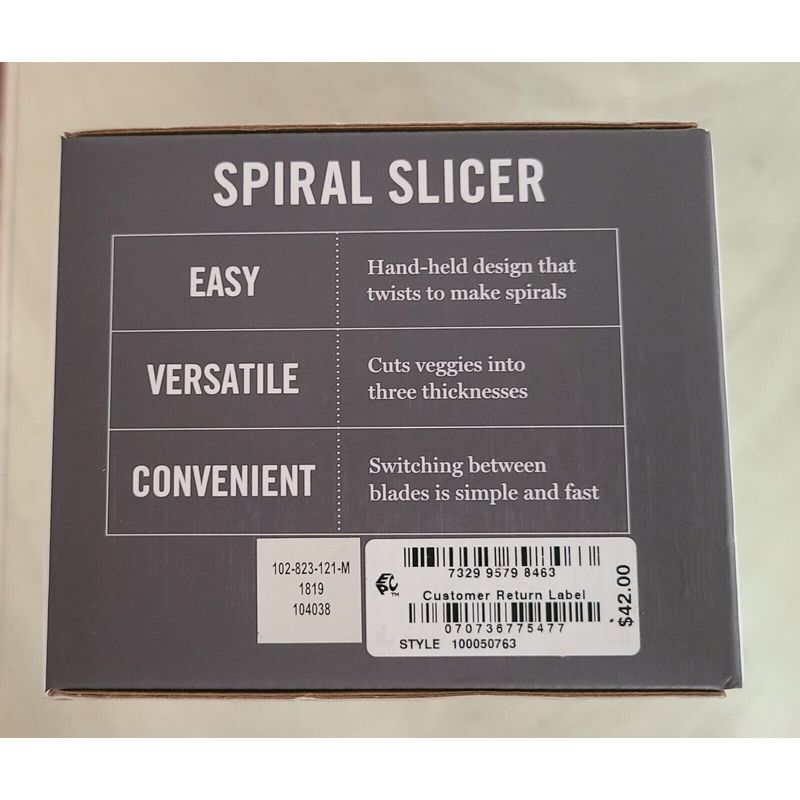 SPIRAL SLICER
EASY
Hand-held design that
twists to make spirals
VERSATILE
Cuts veggies into
three thicknesses
CONVENIENT
Switching between
blades is simple and fast
102-823-121-M
1819
104038
7329 9579 8463
TM
Customer Return Label
070736775477
STYLE 100050763
$42.00